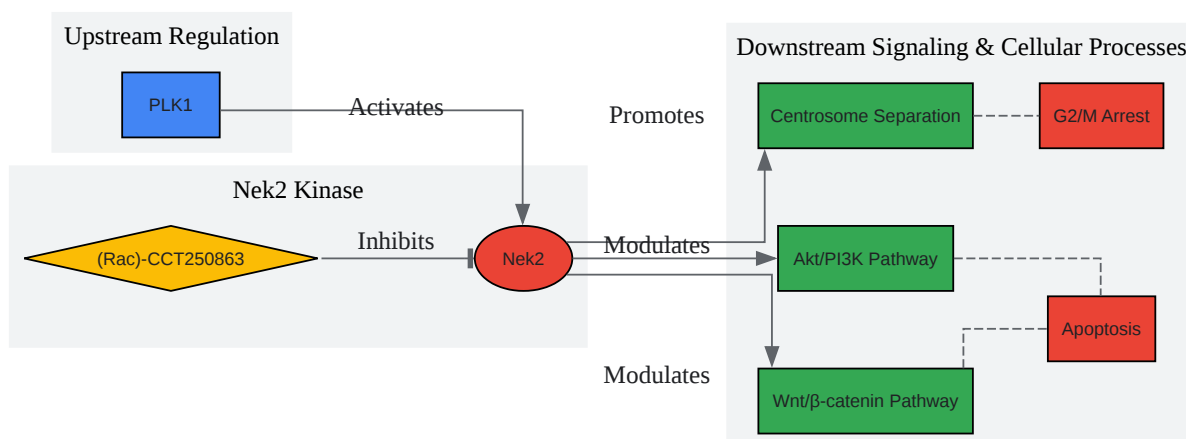 Upstream Regulation
PLK1
Activates
Nek2 Kinase
(Rac)-CCT250863
Inhibits
Nek2
Promotes
Modulates
Modulates
Downstream Signaling & Cellular Processes
Centrosome Separation
G2/M Arrest
Akt/PI3K Pathway
Apoptosis
Wnt/β-catenin Pathway